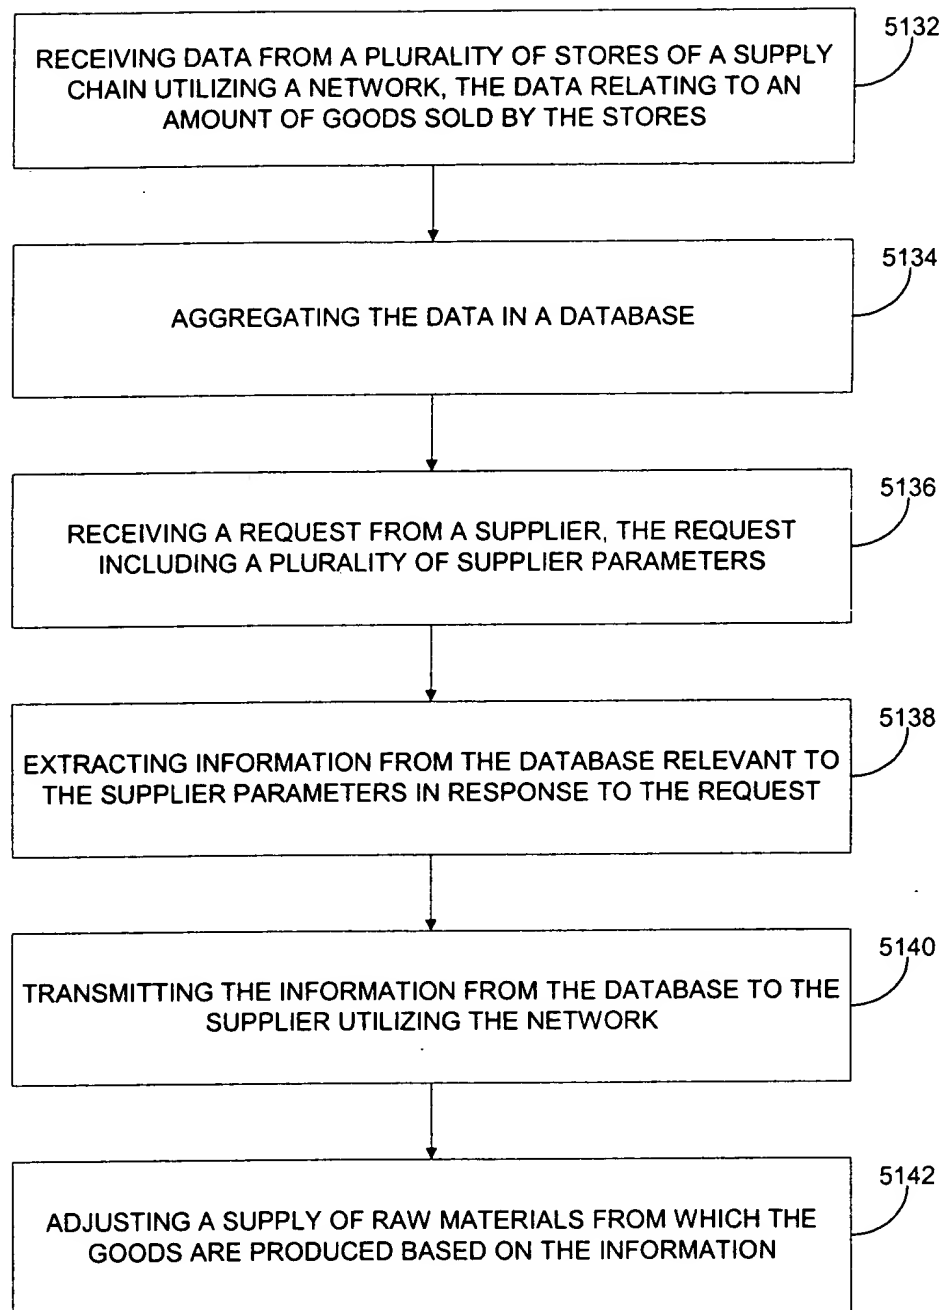 5132
RECEIVING DATA FROM A PLURALITY OF STORES OF A SUPPLY
CHAIN UTILIZING A NETWORK, THE DATA RELATING TO AN
AMOUNT OF GOODS SOLD BY THE STORES
5134
AGGREGATING THE DATA IN A DATABASE
5136
RECEIVING A REQUEST FROM A SUPPLIER, THE REQUEST
INCLUDING A PLURALITY OF SUPPLIER PARAMETERS
5138
EXTRACTING INFORMATION FROM THE DATABASE RELEVANT TO
THE SUPPLIER PARAMETERS IN RESPONSE TO THE REQUEST
5140
TRANSMITTING THE INFORMATION FROM THE DATABASE TO THE
SUPPLIER UTILIZING THE NETWORK
5142
ADJUSTING A SUPPLY OF RAW MATERIALS FROM WHICH THE
GOODS ARE PRODUCED BASED ON THE INFORMATION